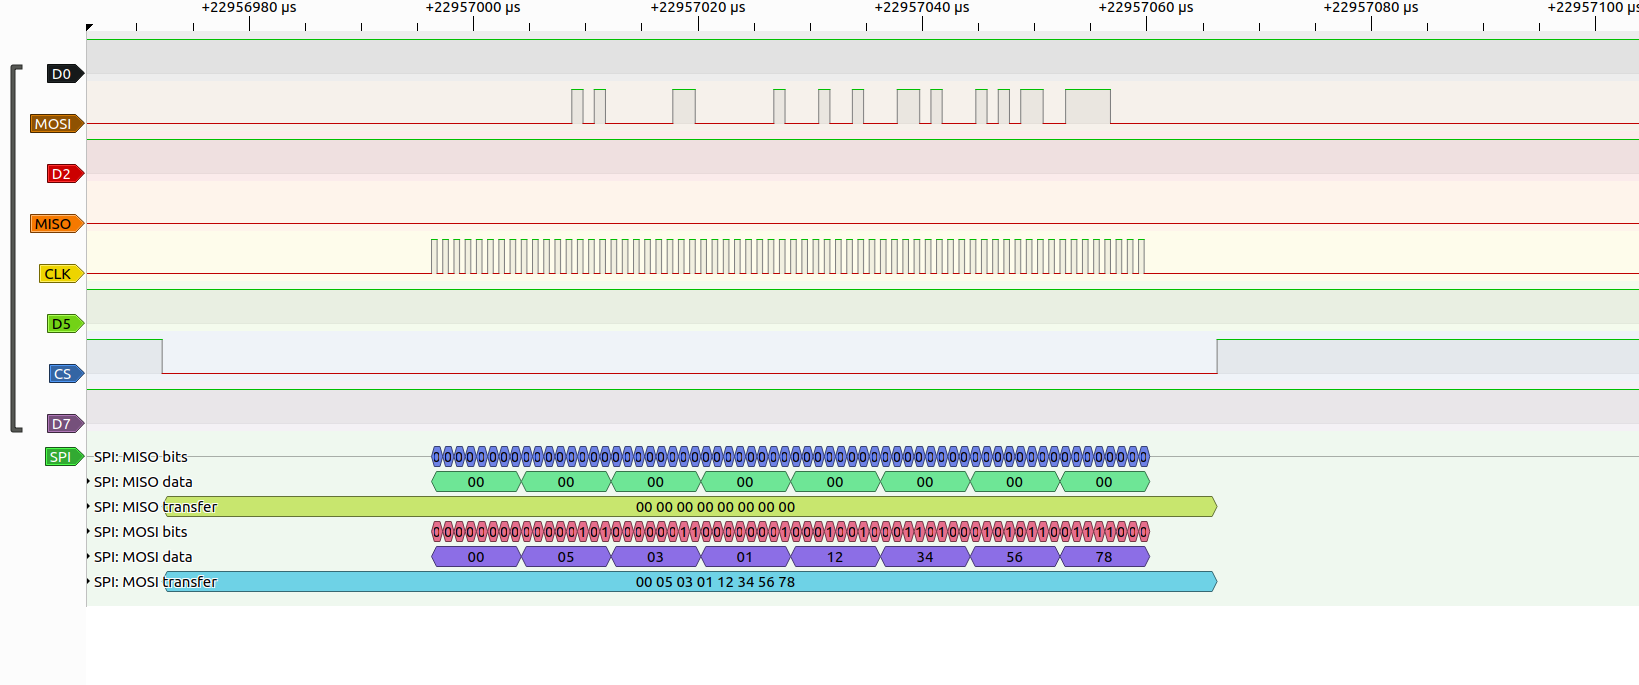 +22956980 µs +22957000 µs +22957020 µs +22957040 µs +22957060 µs +22957080 µs +22957100 µs
D0
MOSI
D2
MISO
CLK
D5
CS
D7
SPI SPI: MISO bits 0 0 0 0 0 0 0 0 0 0 0 0 0 0 0 0 0 0 0 0 0 0 0 0 0 0 0 0 0 0 0 0 0 0 0 0 0 0 0 0 0 0 0 0 0 0 0 0 0 0 0 0 0 0 0 0 0 0 0 0 0 0 0 0
SPI: MISO data 00 00 00 00 00 00 00 00
SPI: MISO transfer 00 00 00 00 00 00 00 00
SPI: MOSI bits 0 0 0 0 0 0 0 0 0 0 0 0 0 1 0 1 0 0 0 0 0 0 1 1 0 0 0 0 0 0 0 1 0 0 0 1 0 0 1 0 0 0 1 1 0 1 0 0 0 1 0 1 0 1 1 0 0 1 1 1 1 0 0 0
SPI: MOSI data 00 05 03 01 12 34 56 78
SPI: MOSI transfer 00 05 03 01 12 34 56 78